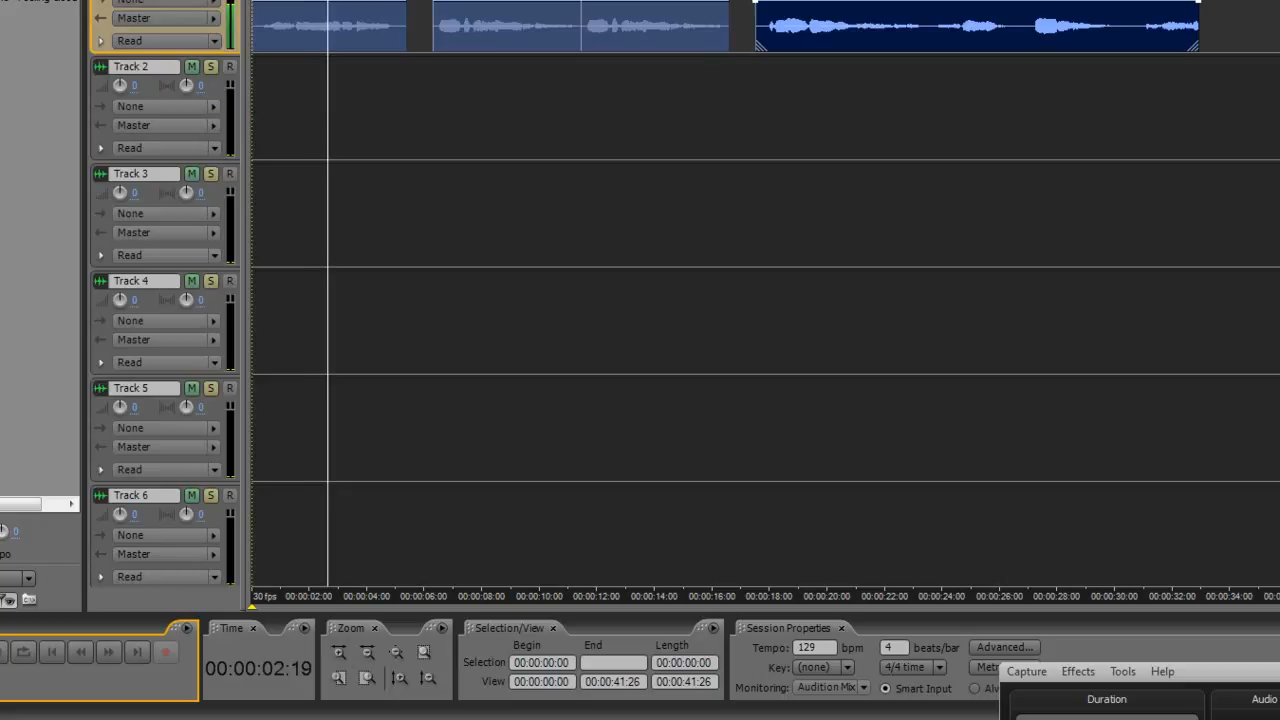 Master
Read
Track 2 M S R
0 0
None
Master
Read
Track 3 M S R
0 0
None
Master
Read
Track 4 M S R
0 0
None
Master
Read
Track 5 M S R
0 0
None
Master
Read
Track 6 M S R
0 0
None
Master
Read
0
po
30 fps 00:00:02:00 00:00:04:00 00:00:06:00 00:00:08:00 00:00:10:00 00:00:12:00 00:00:14:00 00:00:16:00 00:00:18:00 00:00:20:00 00:00:22:00 00:00:24:00 00:00:26:00 00:00:28:00 00:00:30:00 00:00:32:00 00:00:34:00 00:0
Time x
00:00:02:19
Zoom x
Selection/View x
Begin End Length
Selection 00:00:00:00 00:00:00:00
View 00:00:00:00 00:00:41:26 00:00:41:26
Session Properties x
Tempo: 129 bpm 4 beats/bar Advanced...
Key: (none) 4/4 time Metr
Monitoring: Audition Mix Smart Input Alw
Capture Effects Tools Help
Duration Audio